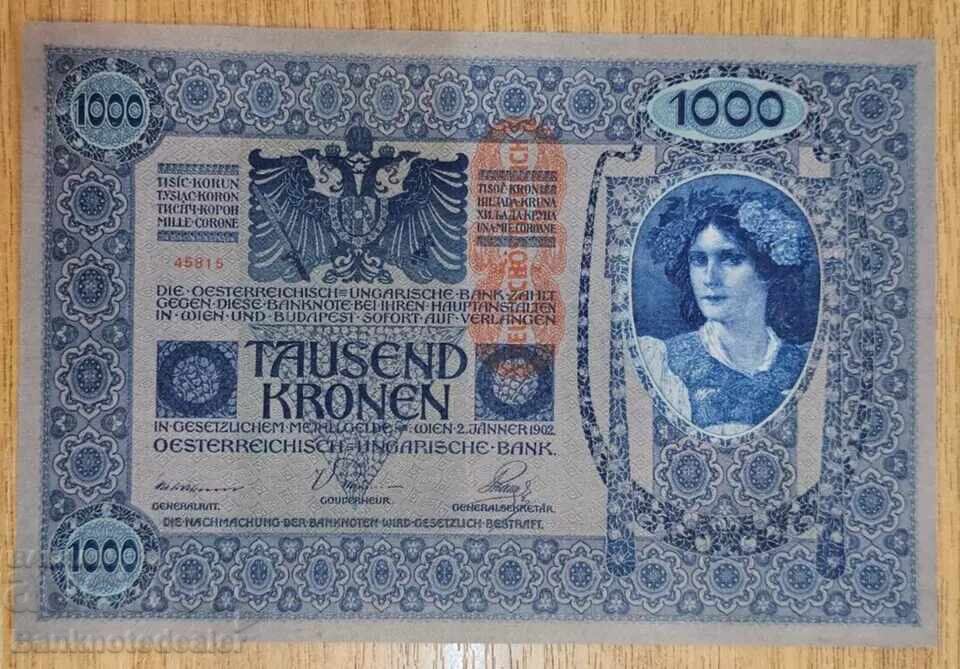 1000
1000
TISÍC·KORUN
TYSIĄC·KORON
ТИСЯЧ·КОРОН
MILLE·CORONE
TISOČ·KRON
HILJADA·KRUNA
ХИЉАДА·КРУНА
UNA·MIE·COROANE
45815
DIE·OESTERREICHISCH=UNGARISCHE·BANK·ZAHLT
GEGEN·DIESE·BANKNOTE·BEI·IHREN·HAUPTANSTALTEN
IN·WIEN·UND·BUDAPEST·SOFORT·AUF·VERLANGEN
TAUSEND
KRONEN
IN·GESETZLICHEM·METALLGELDE·WIEN·2.JÄNNER 1902
OESTERREICHISCH=UNGARISCHE·BANK.
GENERALRAT.
GOUVERNEUR.
GENERALSEKRETÄR.
DIE·NACHMACHUNG·DER·BANKNOTEN·WIRD·GESETZLICH·BESTRAFT.
1000
Banknotedealer